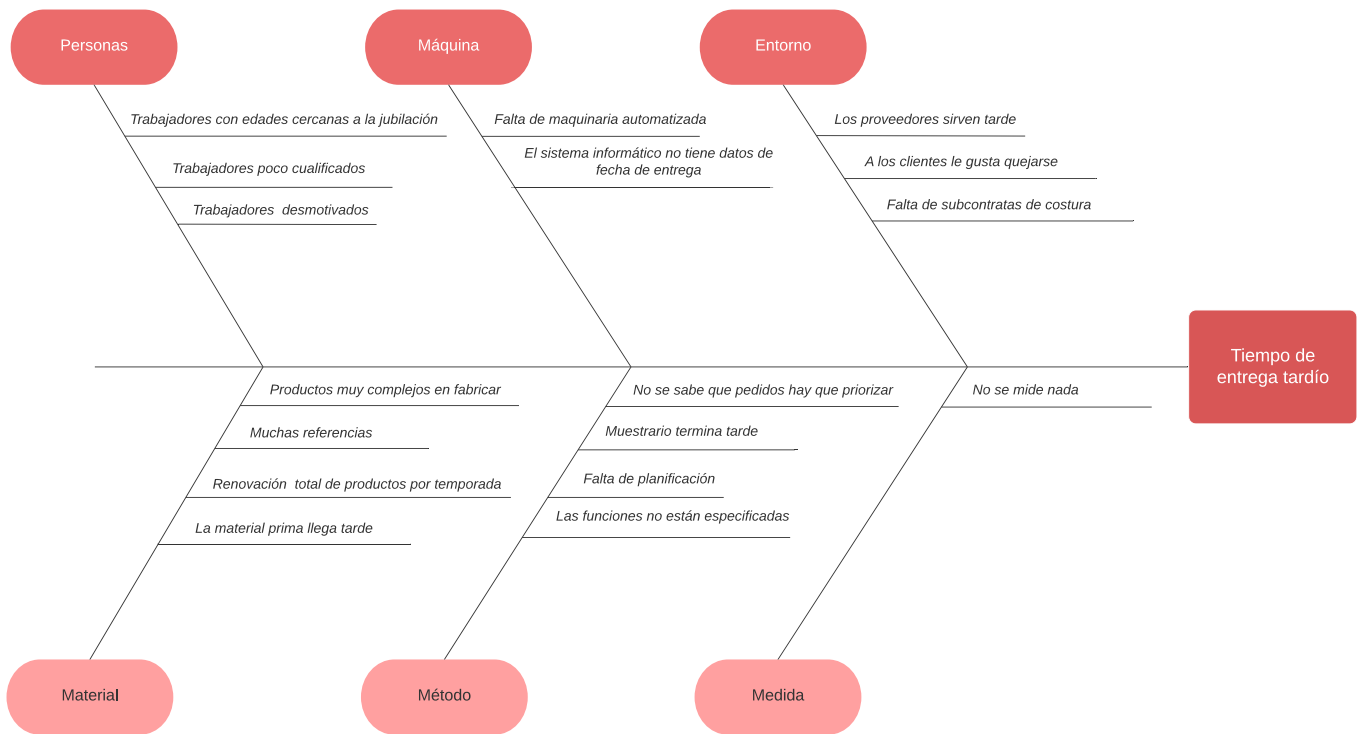 Personas
Máquina
Entorno
Trabajadores con edades cercanas a la jubilación
Trabajadores poco cualificados
Trabajadores  desmotivados
Falta de maquinaria automatizada
El sistema informático no tiene datos de
fecha de entrega
Los proveedores sirven tarde
A los clientes le gusta quejarse
Falta de subcontratas de costura
Tiempo de
entrega tardío
Productos muy complejos en fabricar
Muchas referencias
Renovación  total de productos por temporada
La material prima llega tarde
No se sabe que pedidos hay que priorizar
Muestrario termina tarde
Falta de planificación
Las funciones no están especificadas
No se mide nada
Material
Método
Medida